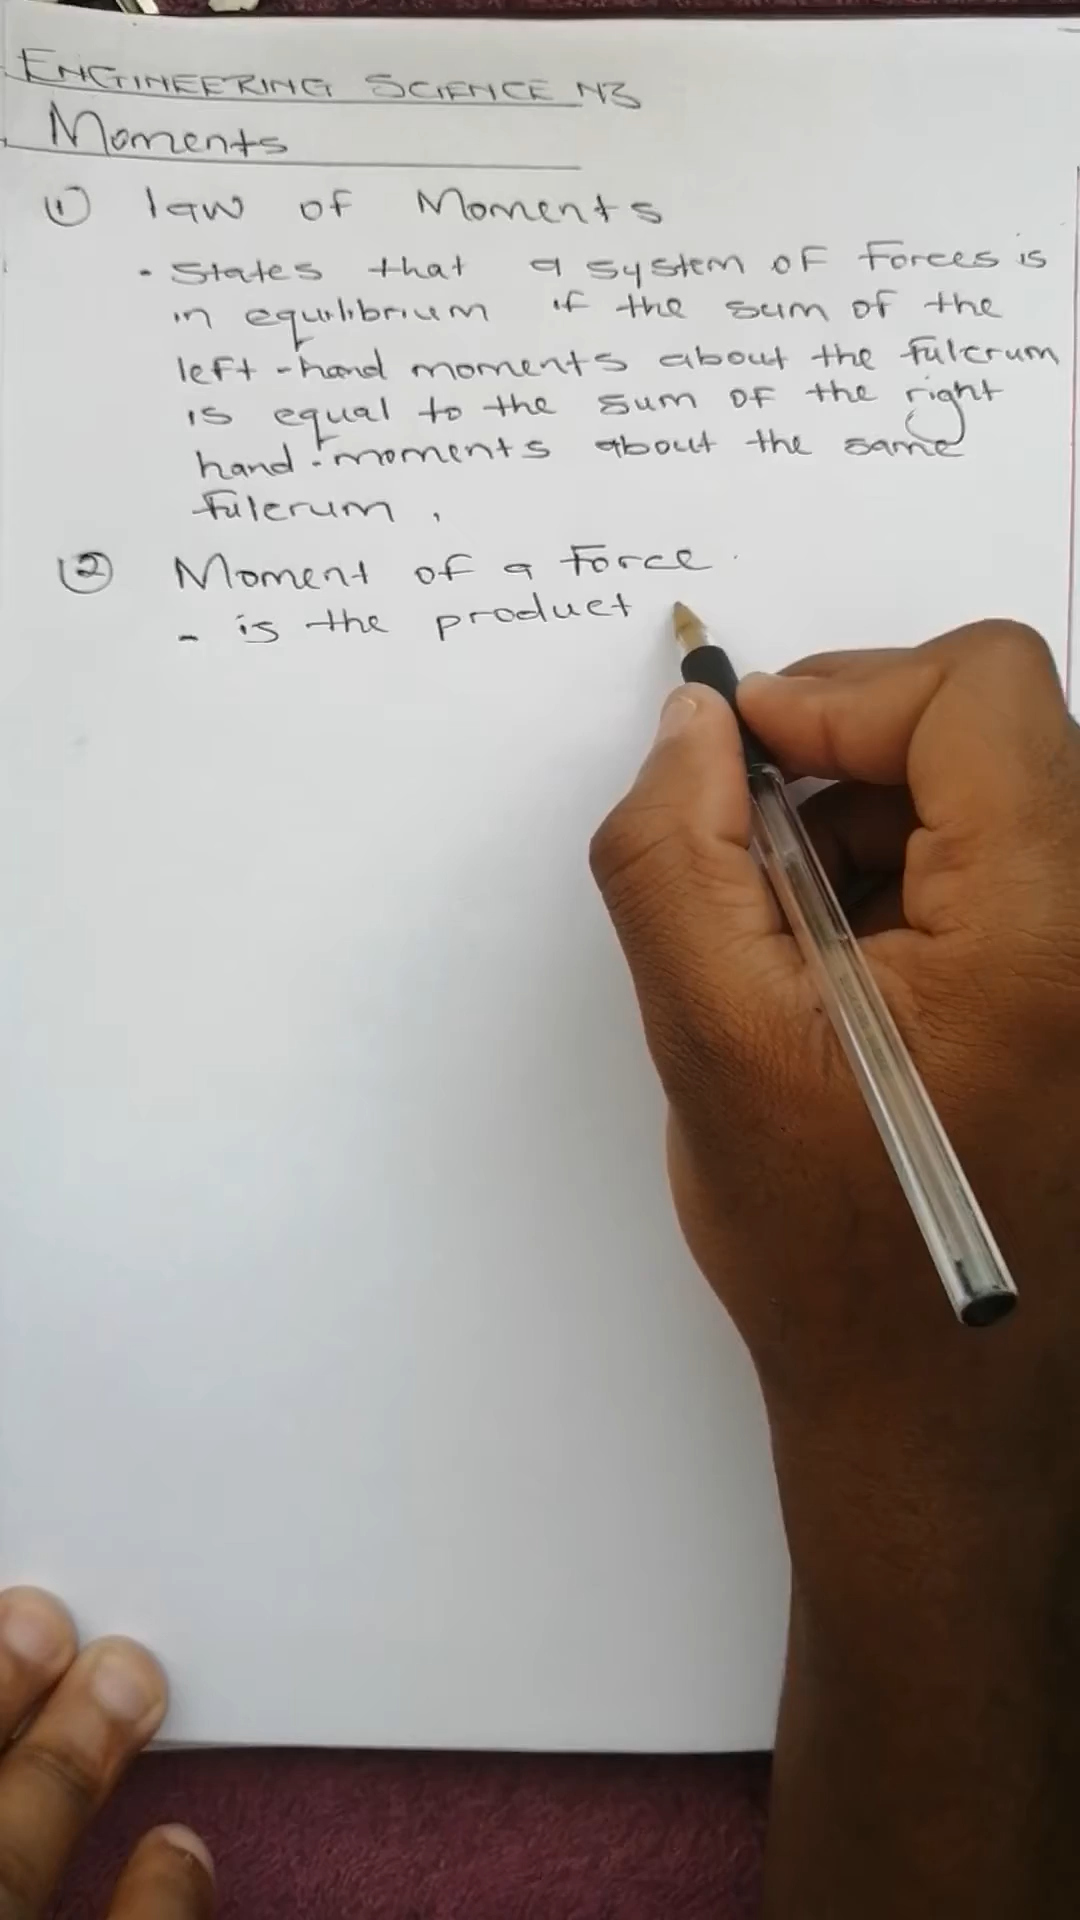 ENGINEERING SCIENCE N3
Moments
① law of Moments
• States that a system of Forces is
in equilibrium if the sum of the
left-hand moments about the fulcrum
is equal to the sum of the right
hand-moments about the same
fulcrum.
② Moment of a Force
- is the product